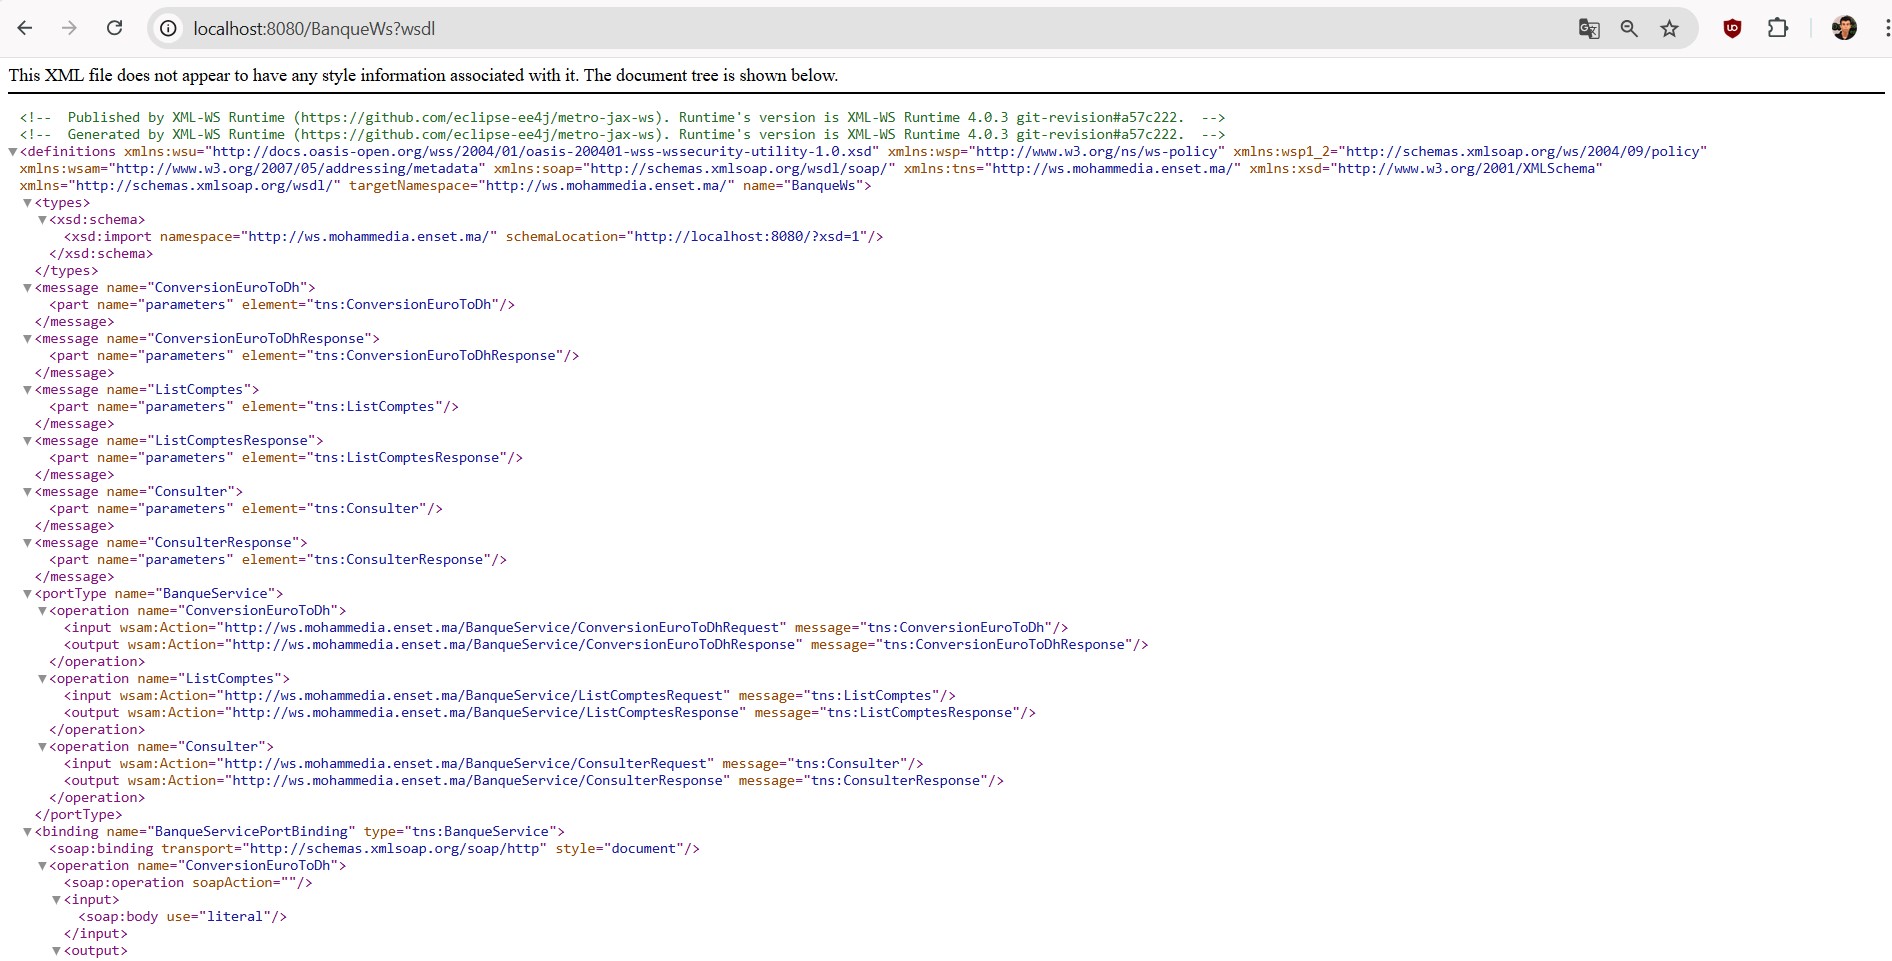 localhost:8080/BanqueWs?wsdl
This XML file does not appear to have any style information associated with it. The document tree is shown below.
<!-- Published by XML-WS Runtime (https://github.com/eclipse-ee4j/metro-jax-ws). Runtime's version is XML-WS Runtime 4.0.3 git-revision#a57c222. -->
<!-- Generated by XML-WS Runtime (https://github.com/eclipse-ee4j/metro-jax-ws). Runtime's version is XML-WS Runtime 4.0.3 git-revision#a57c222. -->
<definitions xmlns:wsu="http://docs.oasis-open.org/wss/2004/01/oasis-200401-wss-wssecurity-utility-1.0.xsd" xmlns:wsp="http://www.w3.org/ns/ws-policy" xmlns:wsp1_2="http://schemas.xmlsoap.org/ws/2004/09/policy"
xmlns:wsam="http://www.w3.org/2007/05/addressing/metadata" xmlns:soap="http://schemas.xmlsoap.org/wsdl/soap/" xmlns:tns="http://ws.mohammedia.enset.ma/" xmlns:xsd="http://www.w3.org/2001/XMLSchema"
xmlns="http://schemas.xmlsoap.org/wsdl/" targetNamespace="http://ws.mohammedia.enset.ma/" name="BanqueWs">
<types>
<xsd:schema>
<xsd:import namespace="http://ws.mohammedia.enset.ma/" schemaLocation="http://localhost:8080/?xsd=1"/>
</xsd:schema>
</types>
<message name="ConversionEuroToDh">
<part name="parameters" element="tns:ConversionEuroToDh"/>
</message>
<message name="ConversionEuroToDhResponse">
<part name="parameters" element="tns:ConversionEuroToDhResponse"/>
</message>
<message name="ListComptes">
<part name="parameters" element="tns:ListComptes"/>
</message>
<message name="ListComptesResponse">
<part name="parameters" element="tns:ListComptesResponse"/>
</message>
<message name="Consulter">
<part name="parameters" element="tns:Consulter"/>
</message>
<message name="ConsulterResponse">
<part name="parameters" element="tns:ConsulterResponse"/>
</message>
<portType name="BanqueService">
<operation name="ConversionEuroToDh">
<input wsam:Action="http://ws.mohammedia.enset.ma/BanqueService/ConversionEuroToDhRequest" message="tns:ConversionEuroToDh"/>
<output wsam:Action="http://ws.mohammedia.enset.ma/BanqueService/ConversionEuroToDhResponse" message="tns:ConversionEuroToDhResponse"/>
</operation>
<operation name="ListComptes">
<input wsam:Action="http://ws.mohammedia.enset.ma/BanqueService/ListComptesRequest" message="tns:ListComptes"/>
<output wsam:Action="http://ws.mohammedia.enset.ma/BanqueService/ListComptesResponse" message="tns:ListComptesResponse"/>
</operation>
<operation name="Consulter">
<input wsam:Action="http://ws.mohammedia.enset.ma/BanqueService/ConsulterRequest" message="tns:Consulter"/>
<output wsam:Action="http://ws.mohammedia.enset.ma/BanqueService/ConsulterResponse" message="tns:ConsulterResponse"/>
</operation>
</portType>
<binding name="BanqueServicePortBinding" type="tns:BanqueService">
<soap:binding transport="http://schemas.xmlsoap.org/soap/http" style="document"/>
<operation name="ConversionEuroToDh">
<soap:operation soapAction=""/>
<input>
<soap:body use="literal"/>
</input>
<output>